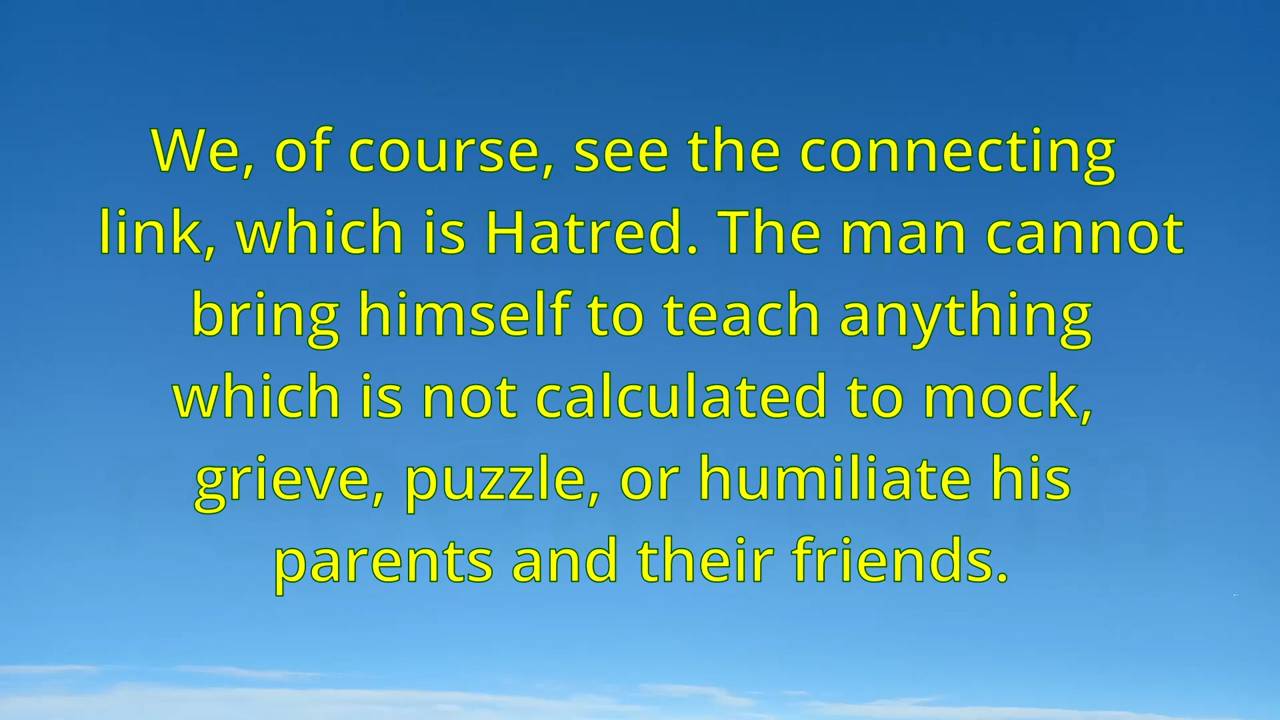 We, of course, see the connecting
link, which is Hatred. The man cannot
bring himself to teach anything
which is not calculated to mock,
grieve, puzzle, or humiliate his
parents and their friends.